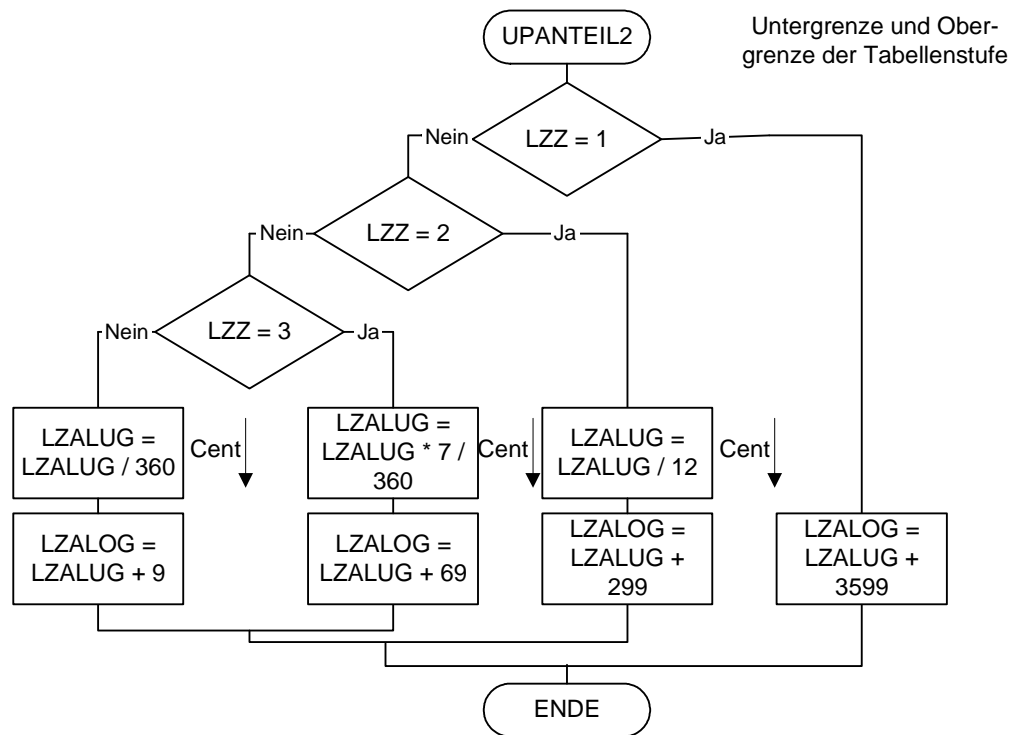 UPANTEIL2
Untergrenze und Ober-
grenze der Tabellenstufe
Nein
LZZ = 1
Ja
Nein
LZZ = 2
Ja
Nein
LZZ = 3
Ja
LZALUG =
LZALUG / 360
Cent
LZALUG =
LZALUG * 7 /
360
Cent
LZALUG =
LZALUG / 12
Cent
LZALOG =
LZALUG + 9
LZALOG =
LZALUG + 69
LZALOG =
LZALUG +
299
LZALOG =
LZALUG +
3599
ENDE